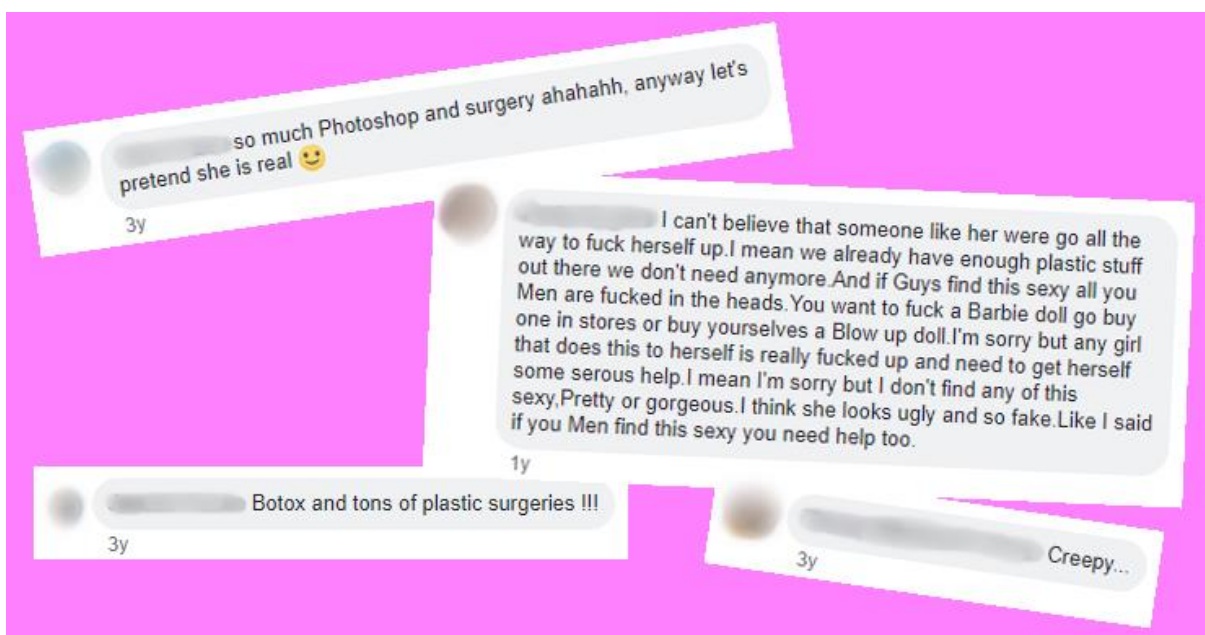 so much Photoshop and surgery ahahahh, anyway let's
pretend she is real 🙂
3y
I can't believe that someone like her were go all the
way to fuck herself up.I mean we already have enough plastic stuff
out there we don't need anymore.And if Guys find this sexy all you
Men are fucked in the heads.You want to fuck a Barbie doll go buy
one in stores or buy yourselves a Blow up doll.I'm sorry but any girl
that does this to herself is really fucked up and need to get herself
some serous help.I mean I'm sorry but I don't find any of this
sexy,Pretty or gorgeous.I think she looks ugly and so fake.Like I said
if you Men find this sexy you need help too.
1y
Botox and tons of plastic surgeries !!!
3y
Creepy...
3y